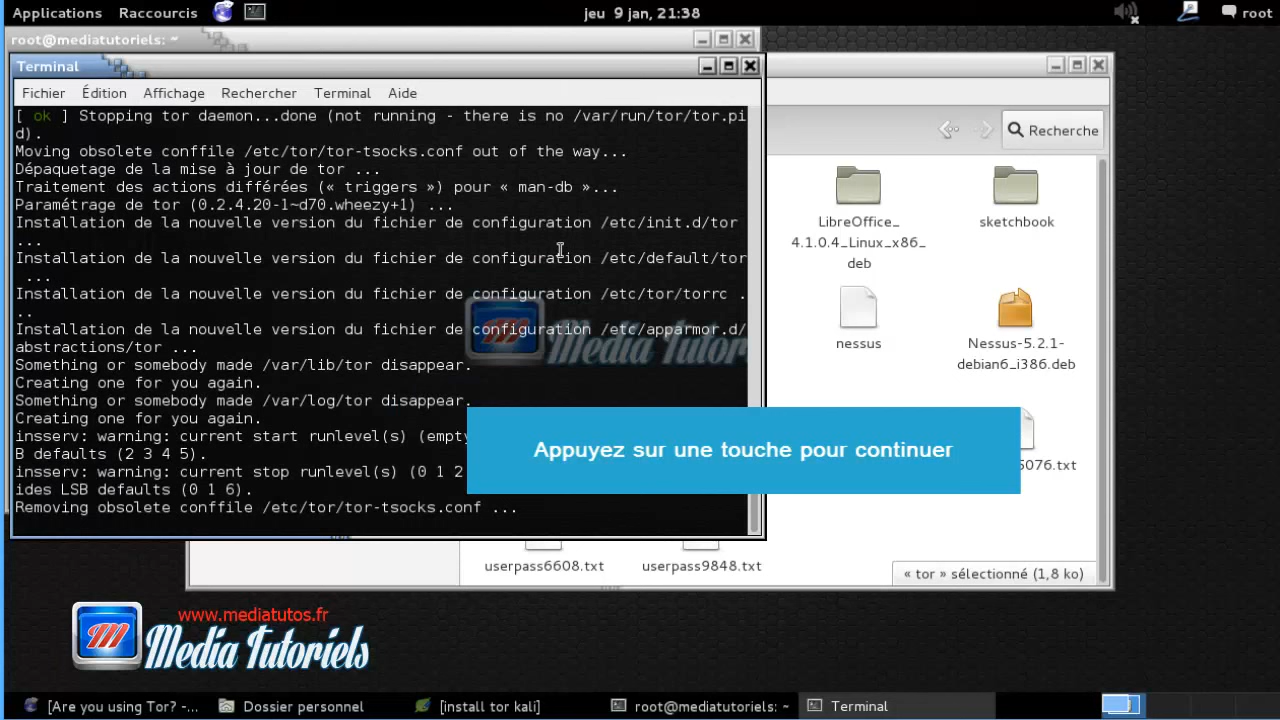 Applications Raccourcis jeu 9 jan, 21:38 root
root@mediatutoriels: ~
Terminal
Fichier Édition Affichage Rechercher Terminal Aide
[ ok ] Stopping tor daemon...done (not running - there is no /var/run/tor/tor.pi
d).
Moving obsolete conffile /etc/tor/tor-tsocks.conf out of the way...
Dépaquetage de la mise à jour de tor ...
Traitement des actions différées (« triggers ») pour « man-db »...
Paramétrage de tor (0.2.4.20-1~d70.wheezy+1) ...
Installation de la nouvelle version du fichier de configuration /etc/init.d/tor
...
Installation de la nouvelle version du fichier de configuration /etc/default/tor
...
Installation de la nouvelle version du fichier de configuration /etc/tor/torrc .
..
Installation de la nouvelle version du fichier de configuration /etc/apparmor.d/
abstractions/tor ...
Something or somebody made /var/lib/tor disappear.
Creating one for you again.
Something or somebody made /var/log/tor disappear.
Creating one for you again.
insserv: warning: current start runlevel(s) (empty
B defaults (2 3 4 5).
insserv: warning: current stop runlevel(s) (0 1 2
ides LSB defaults (0 1 6).
Removing obsolete conffile /etc/tor/tor-tsocks.conf ...
Media Tutor
Appuyez sur une touche pour continuer
Recherche
LibreOffice_
4.1.0.4_Linux_x86_
deb
sketchbook
nessus
Nessus-5.2.1-
debian6_i386.deb
5076.txt
userpass6608.txt
userpass9848.txt
« tor » sélectionné (1,8 ko)
www.mediatutos.fr
Media Tutoriels
[Are you using Tor? -... Dossier personnel [install tor kali] root@mediatutoriels: ~ Terminal